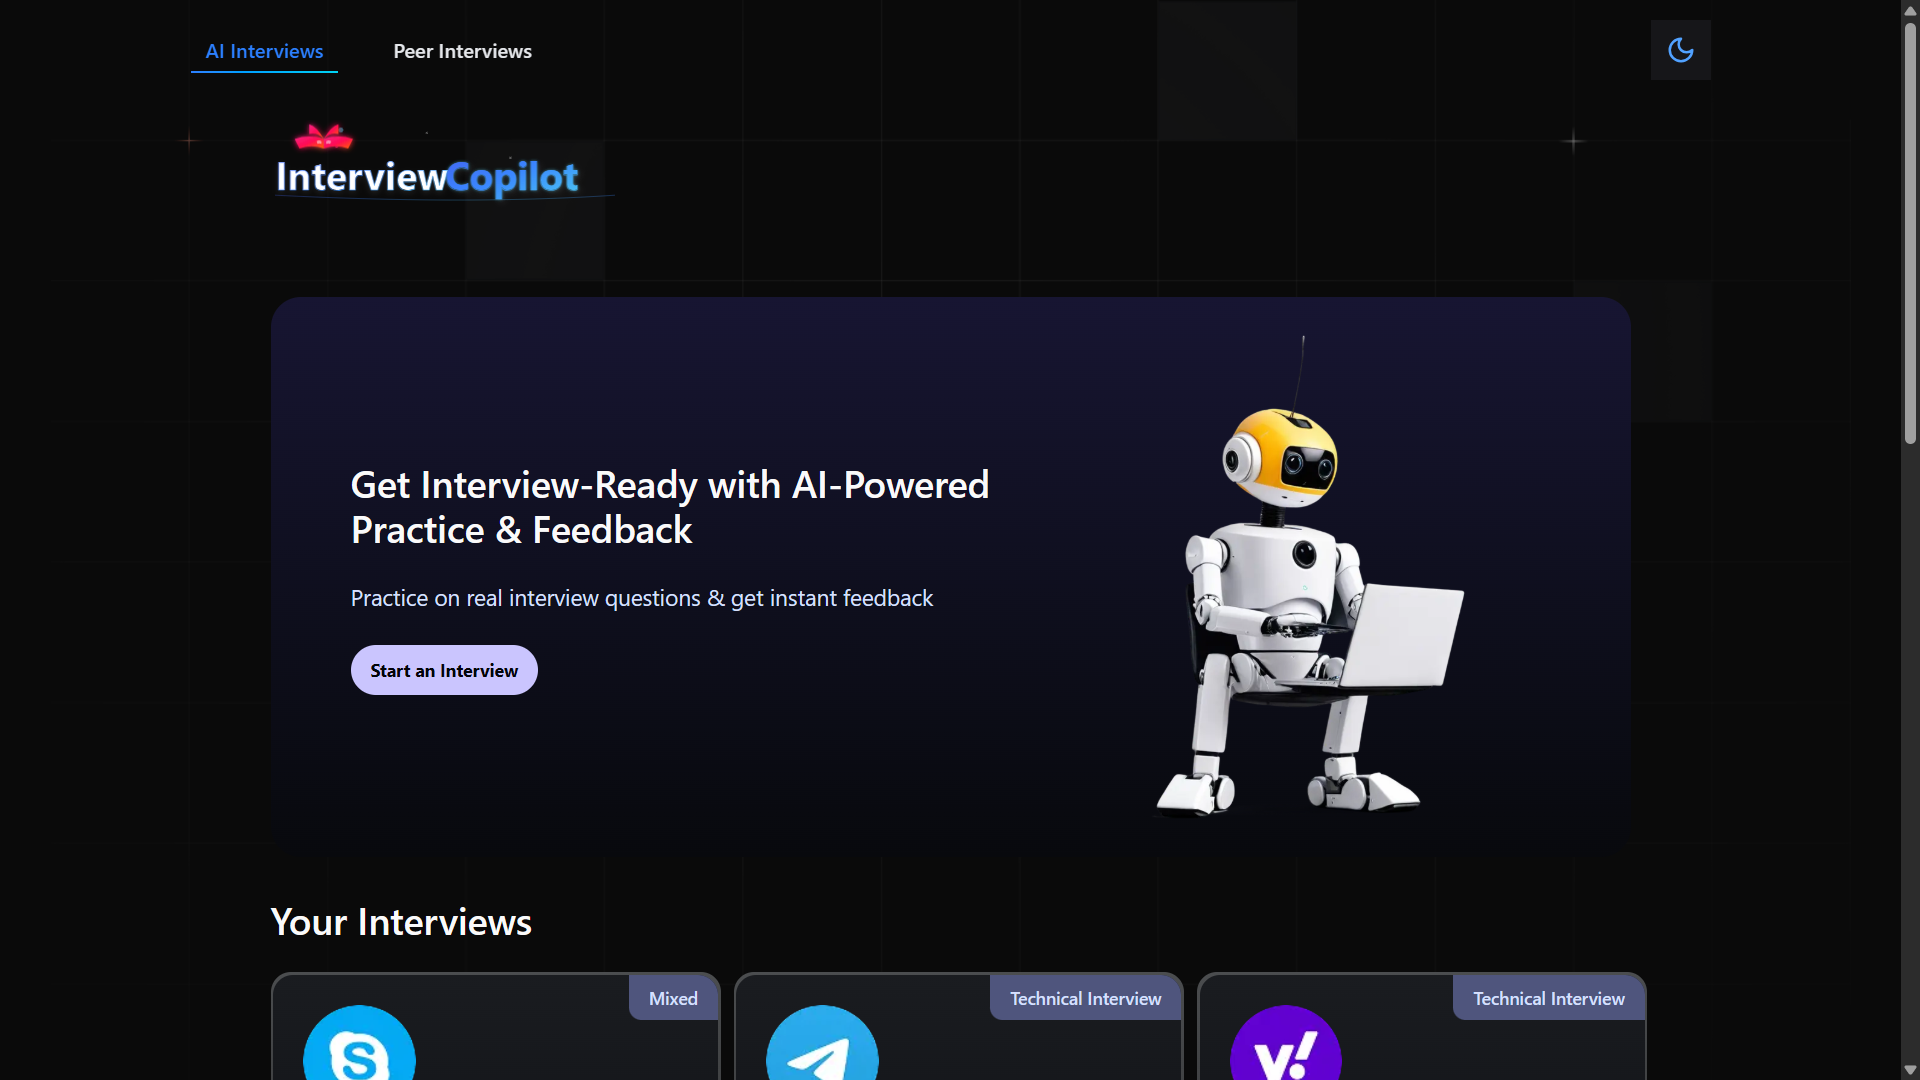 AI Interviews
Peer Interviews
InterviewCopilot
Get Interview-Ready with AI-Powered
Practice & Feedback
Practice on real interview questions & get instant feedback
Start an Interview
Your Interviews
Mixed
Technical Interview
Technical Interview
S
y!